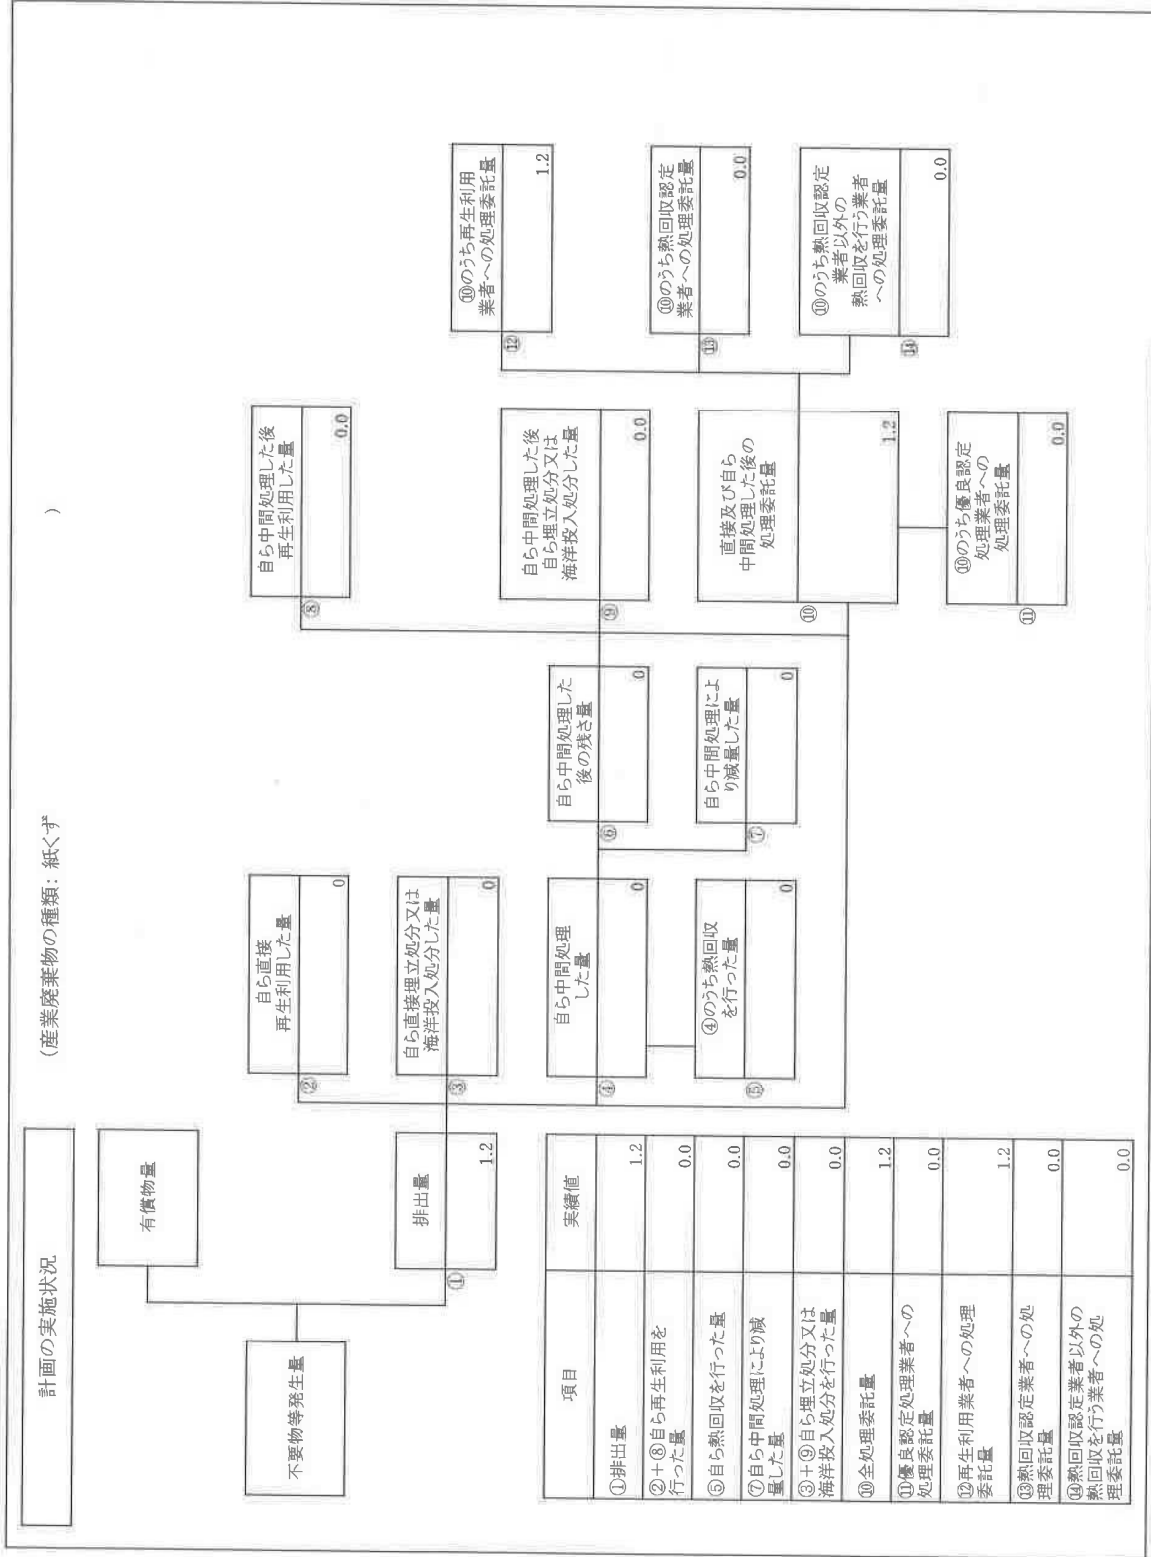 計画の実施状況
(産業廃棄物の種類: 紙くず
)
不要物等発生量
有償物量
①
排出量
1.2
②
自ら直接
再生利用した量
0
③
自ら直接埋立処分又は
海洋投入処分した量
0
④
自ら中間処理
した量
0
⑤
④のうち熱回収
を行った量
0
⑥
自ら中間処理した
後の残さ量
0
⑦
自ら中間処理によ
り減量した量
0
⑧
自ら中間処理した後
再生利用した量
0.0
⑨
自ら中間処理した後
自ら埋立処分又は
海洋投入処分した量
0.0
⑩
直接及び自ら
中間処理した後の
処理委託量
1.2
⑪
⑩のうち優良認定
処理業者への
処理委託量
0.0
⑫
⑩のうち再生利用
業者への処理委託量
1.2
⑬
⑩のうち熱回収認定
業者への処理委託量
0.0
⑭
⑩のうち熱回収認定
業者以外の
熱回収を行う業者
への処理委託量
0.0
項目 実績値
①排出量 1.2
②+⑧自ら再生利用を
行った量
0.0
⑤自ら熱回収を行った量 0.0
⑦自ら中間処理により減
量した量
0.0
③+⑨自ら埋立処分又は
海洋投入処分を行った量
0.0
⑩全処理委託量 1.2
⑪優良認定処理業者への
処理委託量
0.0
⑫再生利用業者への処理
委託量
1.2
⑬熱回収認定業者への処
理委託量
0.0
⑭熱回収認定業者以外の
熱回収を行う業者への処
理委託量
0.0